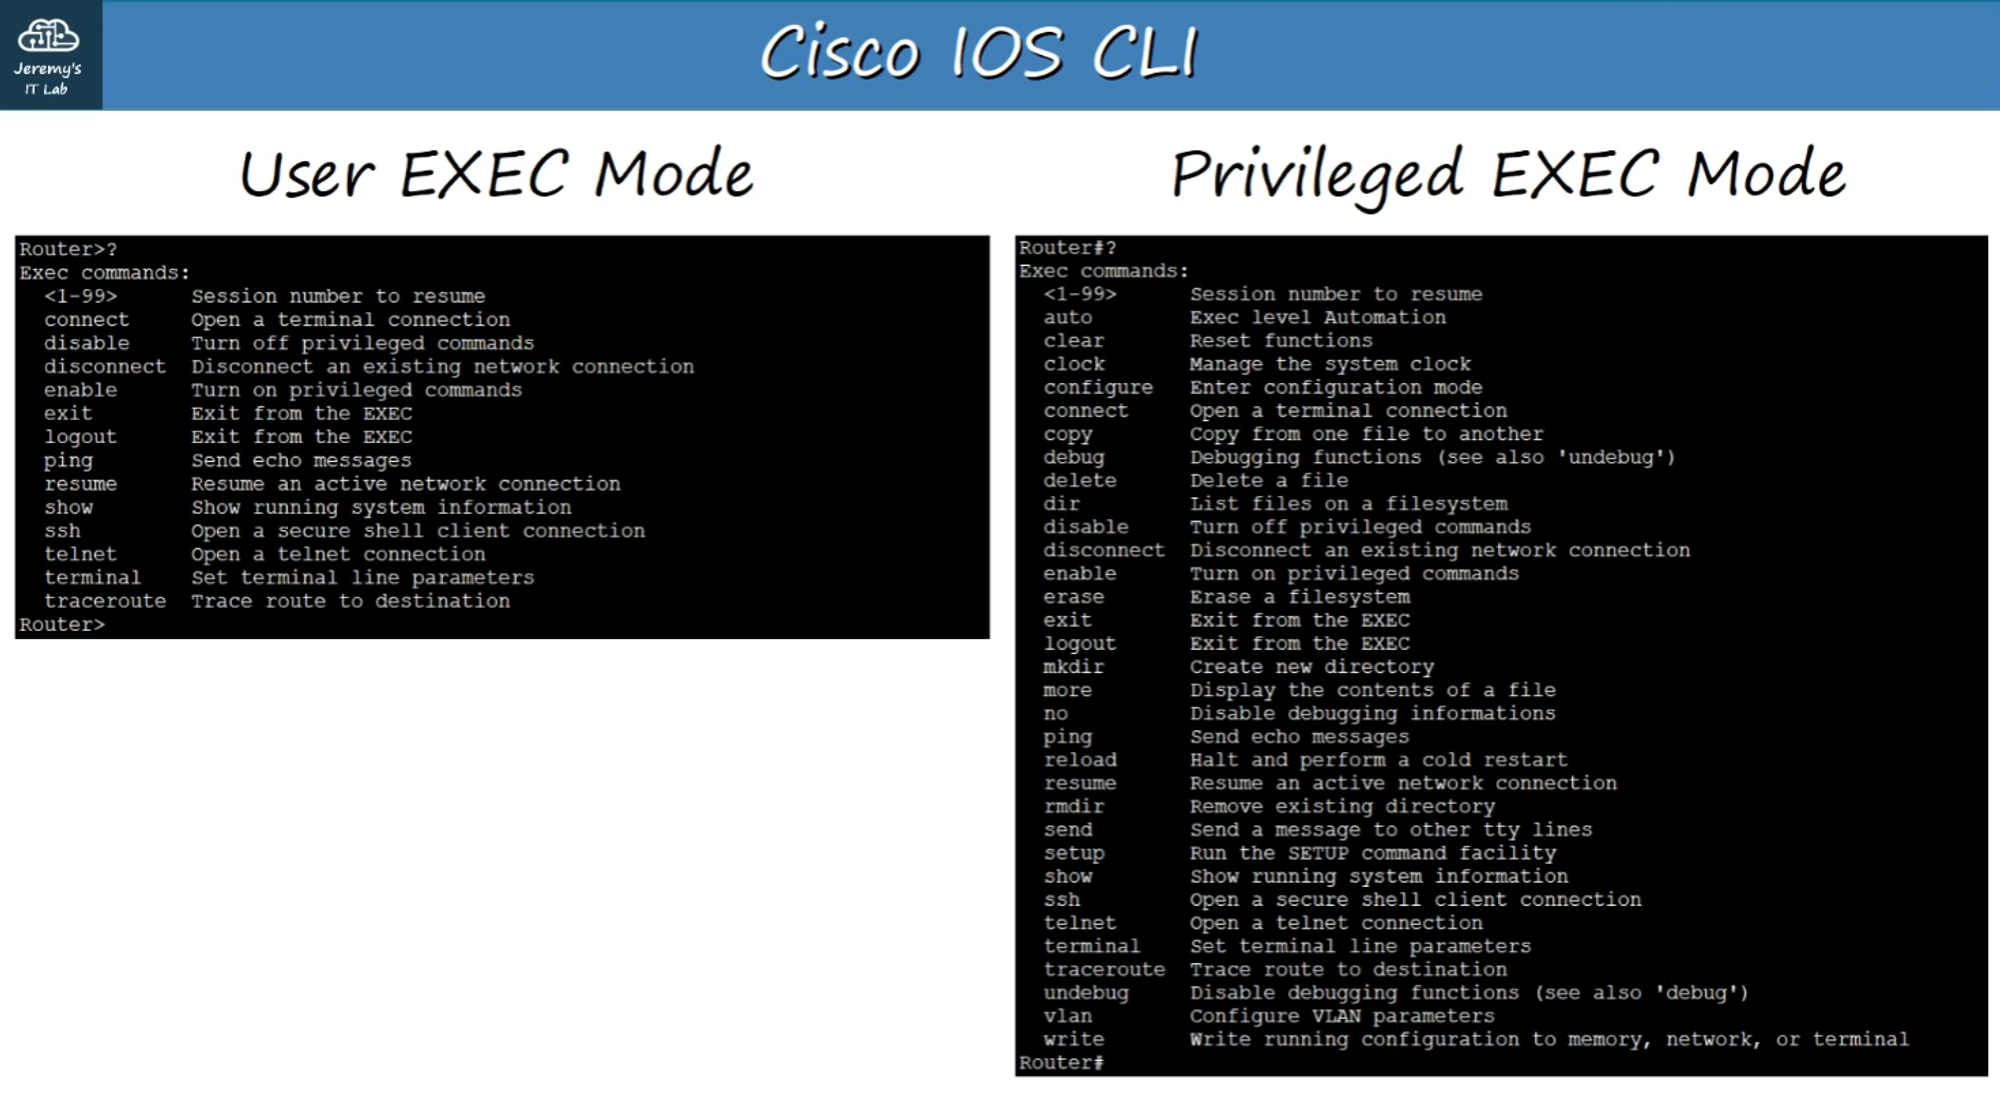 Jeremy's
IT Lab
Cisco IOS CLI
User EXEC Mode
Router>?
Exec commands:
  <1-99>      Session number to resume
  connect     Open a terminal connection
  disable     Turn off privileged commands
  disconnect  Disconnect an existing network connection
  enable      Turn on privileged commands
  exit        Exit from the EXEC
  logout      Exit from the EXEC
  ping        Send echo messages
  resume      Resume an active network connection
  show        Show running system information
  ssh         Open a secure shell client connection
  telnet      Open a telnet connection
  terminal    Set terminal line parameters
  traceroute  Trace route to destination
Router>
Privileged EXEC Mode
Router#?
Exec commands:
  <1-99>      Session number to resume
  auto        Exec level Automation
  clear       Reset functions
  clock       Manage the system clock
  configure   Enter configuration mode
  connect     Open a terminal connection
  copy        Copy from one file to another
  debug       Debugging functions (see also 'undebug')
  delete      Delete a file
  dir         List files on a filesystem
  disable     Turn off privileged commands
  disconnect  Disconnect an existing network connection
  enable      Turn on privileged commands
  erase       Erase a filesystem
  exit        Exit from the EXEC
  logout      Exit from the EXEC
  mkdir       Create new directory
  more        Display the contents of a file
  no          Disable debugging informations
  ping        Send echo messages
  reload      Halt and perform a cold restart
  resume      Resume an active network connection
  rmdir       Remove existing directory
  send        Send a message to other tty lines
  setup       Run the SETUP command facility
  show        Show running system information
  ssh         Open a secure shell client connection
  telnet      Open a telnet connection
  terminal    Set terminal line parameters
  traceroute  Trace route to destination
  undebug     Disable debugging functions (see also 'debug')
  vlan        Configure VLAN parameters
  write       Write running configuration to memory, network, or terminal
Router#